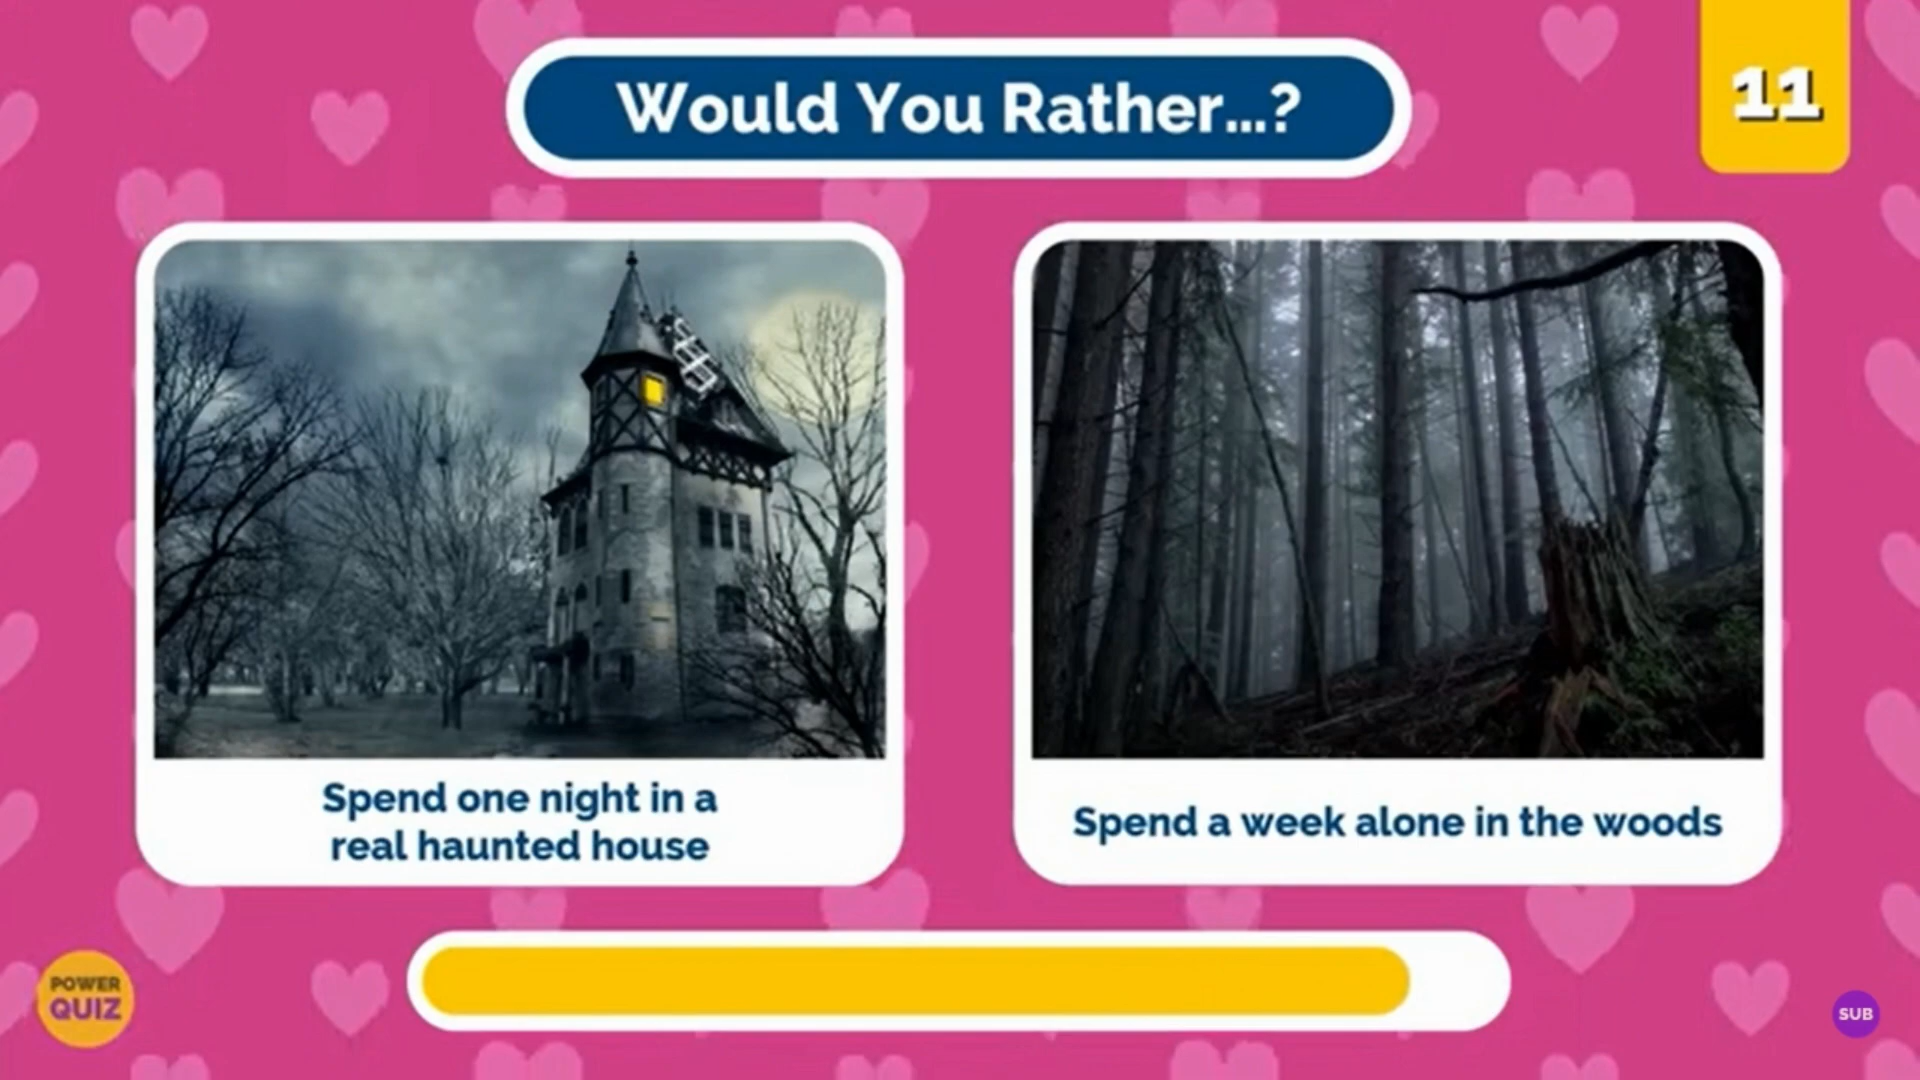 Would You Rather...?
11
Spend one night in a
real haunted house
Spend a week alone in the woods
POWER
QUIZ
SUB